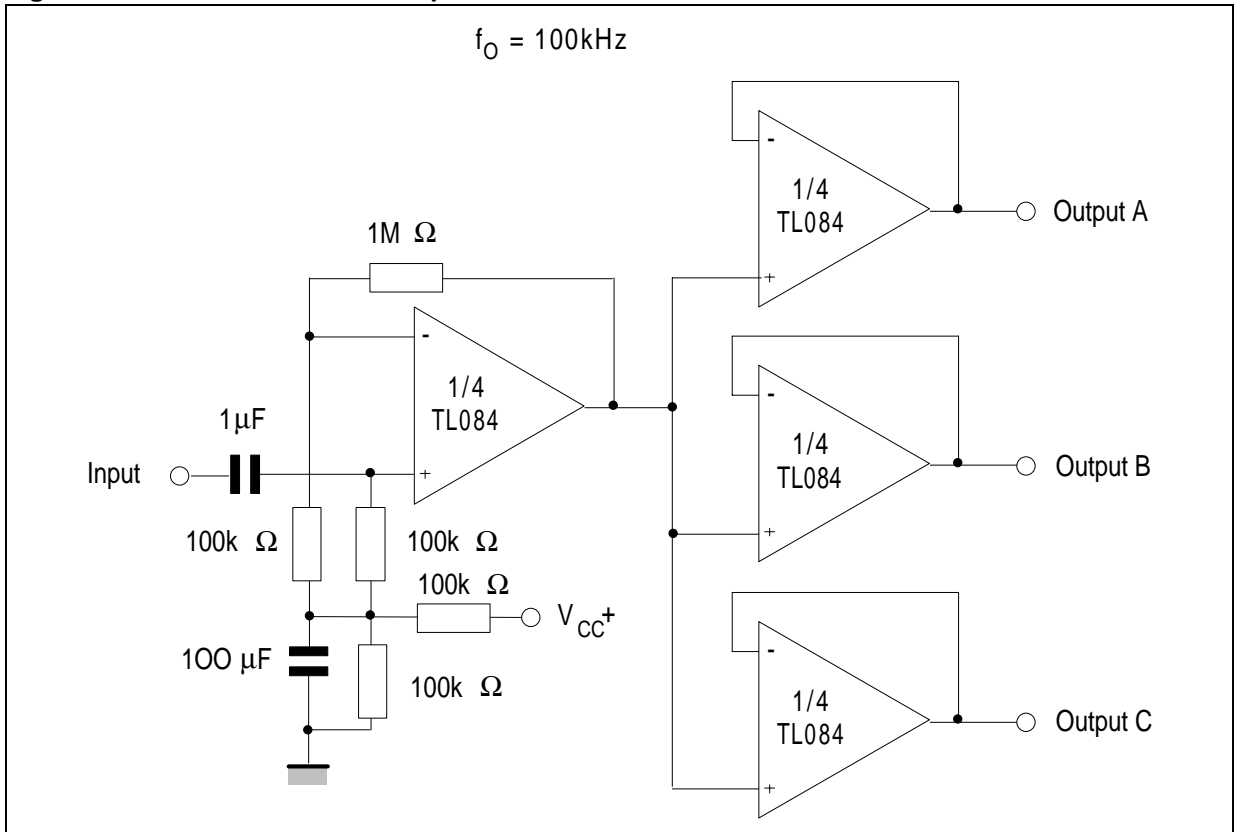 f_O = 100kHz
-
1/4
TL084
+
Output A
1M Ω
-
1/4
TL084
+
1µF
Input
-
1/4
TL084
+
Output B
100k Ω
100k Ω
100k Ω
V_CC+
1OO µF
100k Ω
-
1/4
TL084
+
Output C